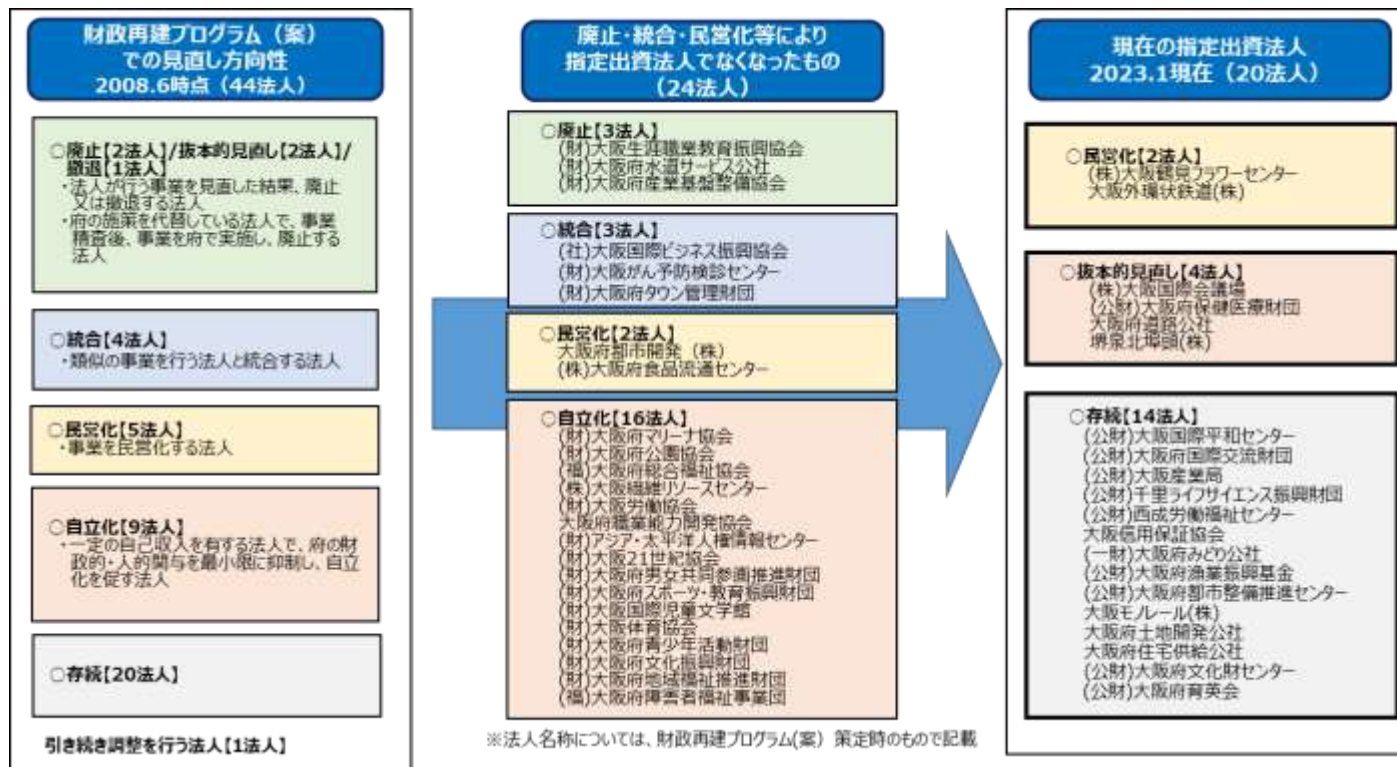 財政再建プログラム（案）
での見直し方向性
2008.6時点（44法人）
○廃止【2法人】/抜本的見直し【2法人】/
撤退【1法人】
・法人が行う事業を見直した結果、廃止
又は撤退する法人
・府の施策を代替している法人で、事業
精査後、事業を府で実施し、廃止する
法人
○統合【4法人】
・類似の事業を行う法人と統合する法人
○民営化【5法人】
・事業を民営化する法人
○自立化【9法人】
・一定の自己収入を有する法人で、府の財
政的・人的関与を最小限に抑制し、自立
化を促す法人
○存続【20法人】
引き続き調整を行う法人【1法人】
廃止・統合・民営化等により
指定出資法人でなくなったもの
（24法人）
○廃止【3法人】
(財)大阪生涯職業教育振興協会
(財)大阪府水道サービス公社
(財)大阪府産業基盤整備協会
○統合【3法人】
(社)大阪国際ビジネス振興協会
(財)大阪がん予防検診センター
(財)大阪府タウン管理財団
○民営化【2法人】
大阪府都市開発（株）
(株)大阪府食品流通センター
○自立化【16法人】
(財)大阪府マリーナ協会
(財)大阪府公園協会
(福)大阪府総合福祉協会
(株)大阪繊維リソースセンター
(財)大阪労働協会
大阪府職業能力開発協会
(財)アジア・太平洋人権情報センター
(財)大阪21世紀協会
(財)大阪府男女共同参画推進財団
(財)大阪府スポーツ・教育振興財団
(財)大阪国際児童文学館
(財)大阪体育協会
(財)大阪府青少年活動財団
(財)大阪府文化振興財団
(財)大阪府地域福祉推進財団
(福)大阪府障害者福祉事業団
※法人名称については、財政再建プログラム(案）策定時のもので記載
現在の指定出資法人
2023.1現在（20法人）
○民営化【2法人】
(株)大阪鶴見フラワーセンター
大阪外環状鉄道(株)
○抜本的見直し【4法人】
(株)大阪国際会議場
(公財)大阪府保健医療財団
大阪府道路公社
堺泉北埠頭(株)
○存続【14法人】
(公財)大阪国際平和センター
(公財)大阪府国際交流財団
(公財)大阪産業局
(公財)千里ライフサイエンス振興財団
(公財)西成労働福祉センター
大阪信用保証協会
(一財)大阪府みどり公社
(公財)大阪府漁業振興基金
(公財)大阪府都市整備推進センター
大阪モノレール(株)
大阪府土地開発公社
大阪府住宅供給公社
(公財)大阪府文化財センター
(公財)大阪府育英会